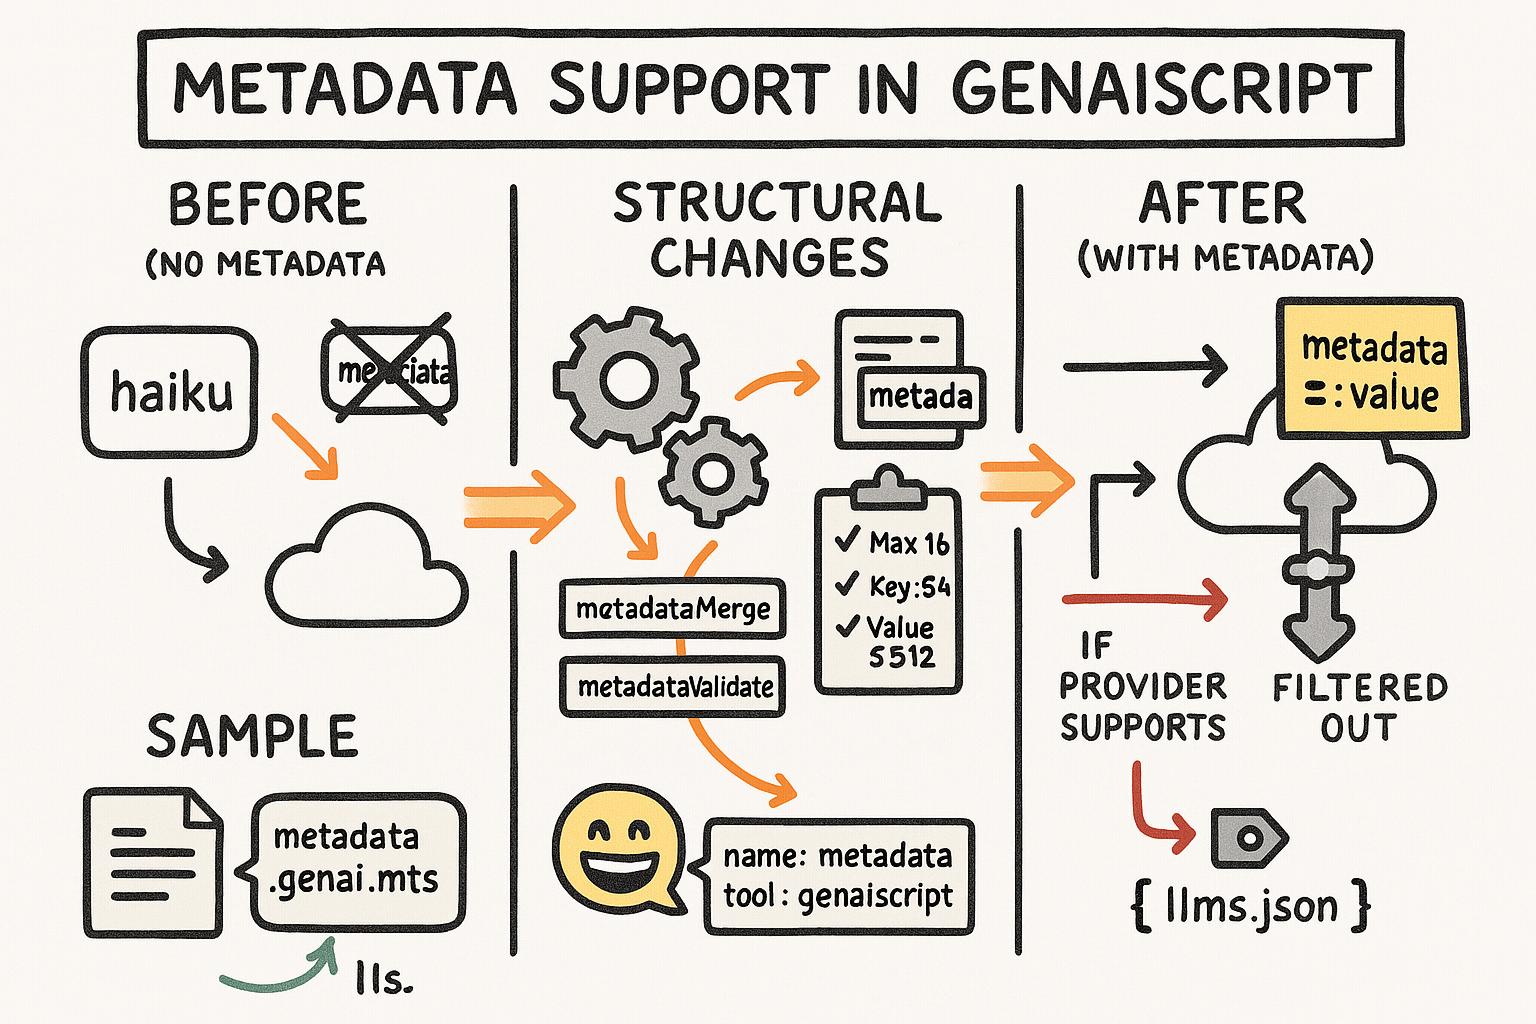 METADATA SUPPORT IN GENAISCRIPT
BEFORE
(NO METADATA
haiku
SAMPLE
metadata
.genai.mts
lls.
STRUCTURAL
CHANGES
metada
Max 16
Key:S4
Value
S512
metadataMerge
metadataValidate
name: metadata
tool: genaiscript
AFTER
(WITH METADATA)
metadata
=:value
IF
PROVIDER
SUPPORTS
FILTERED
OUT
{ llms.json }